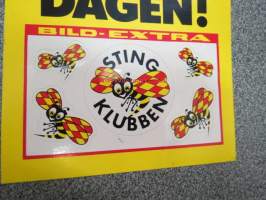 DAGEN!
BILD-EXTRA
STING
KLUBBEN